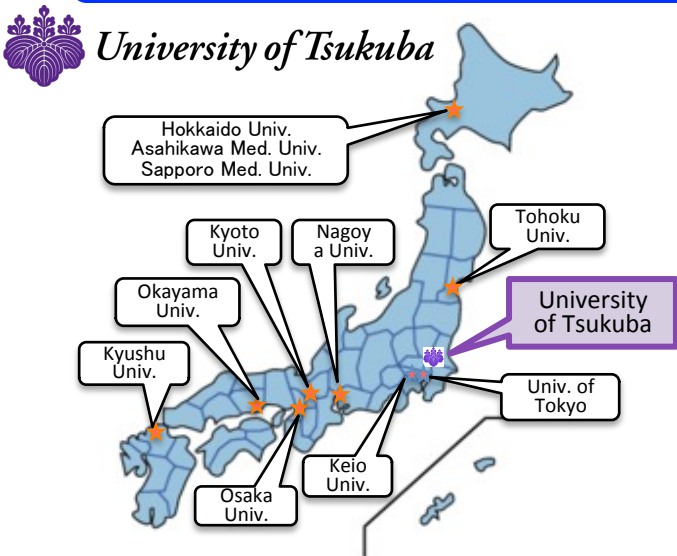 University of Tsukuba
Hokkaido Univ.
Asahikawa Med. Univ.
Sapporo Med. Univ.
Tohoku
Univ.
Kyoto
Univ.
Nagoy
a Univ.
Okayama
Univ.
University
of Tsukuba
Kyushu
Univ.
Univ. of
Tokyo
Keio
Univ.
Osaka
Univ.